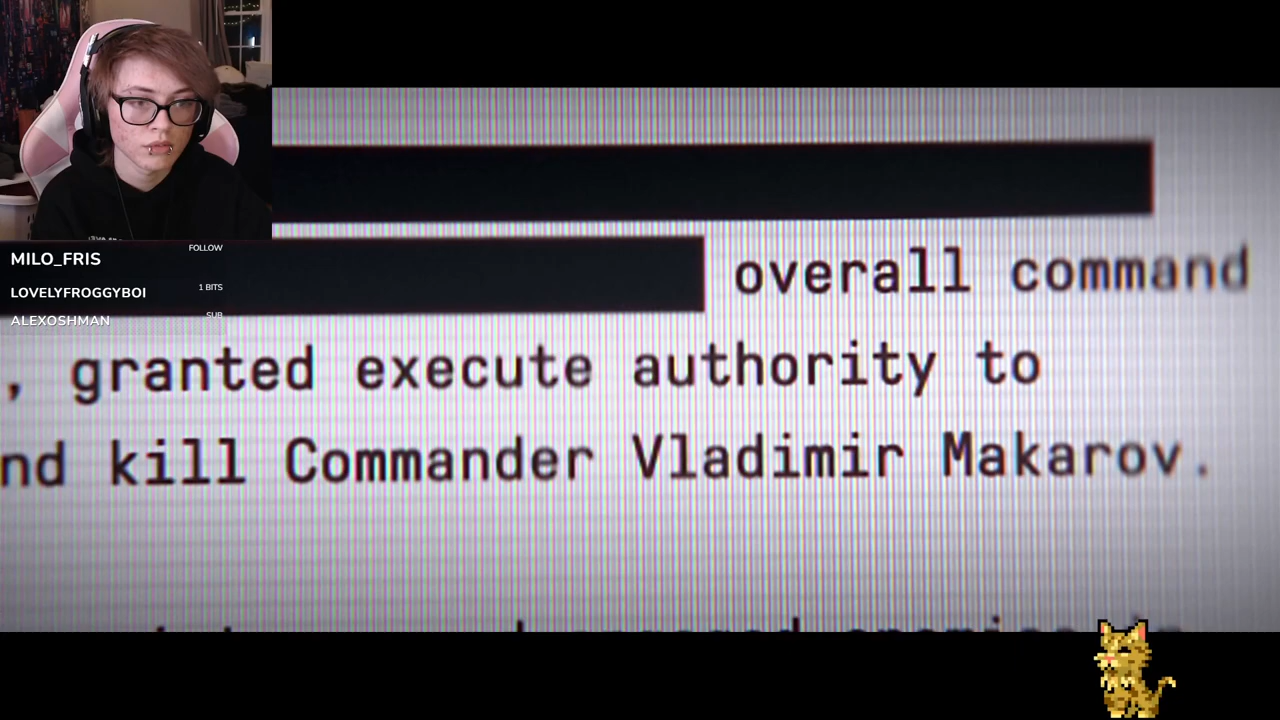 FOLLOW
MILO_FRIS
1 BITS
LOVELYFROGGYBOI
SUB
ALEXOSHMAN
overall command
, granted execute authority to
nd kill Commander Vladimir Makarov.